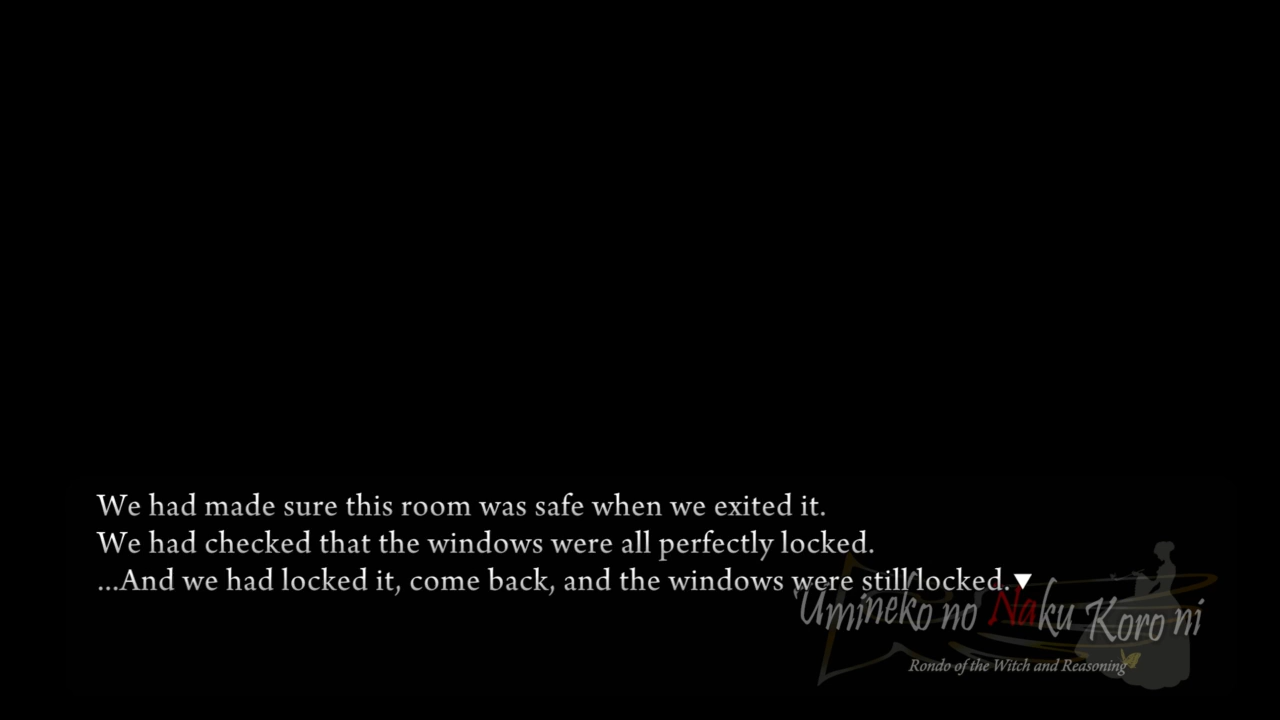 We had made sure this room was safe when we exited it.
We had checked that the windows were all perfectly locked.
...And we had locked it, come back, and the windows were still locked.▼
Umineko no Naku Koro ni
Rondo of the Witch and Reasoning